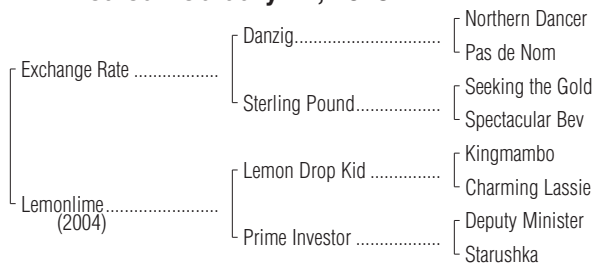 Northern Dancer
Danzig
Pas de Nom
Exchange Rate
Seeking the Gold
Sterling Pound
Spectacular Bev
Kingmambo
Lemon Drop Kid
Charming Lassie
Lemonlime
(2004)
Deputy Minister
Prime Investor
Starushka